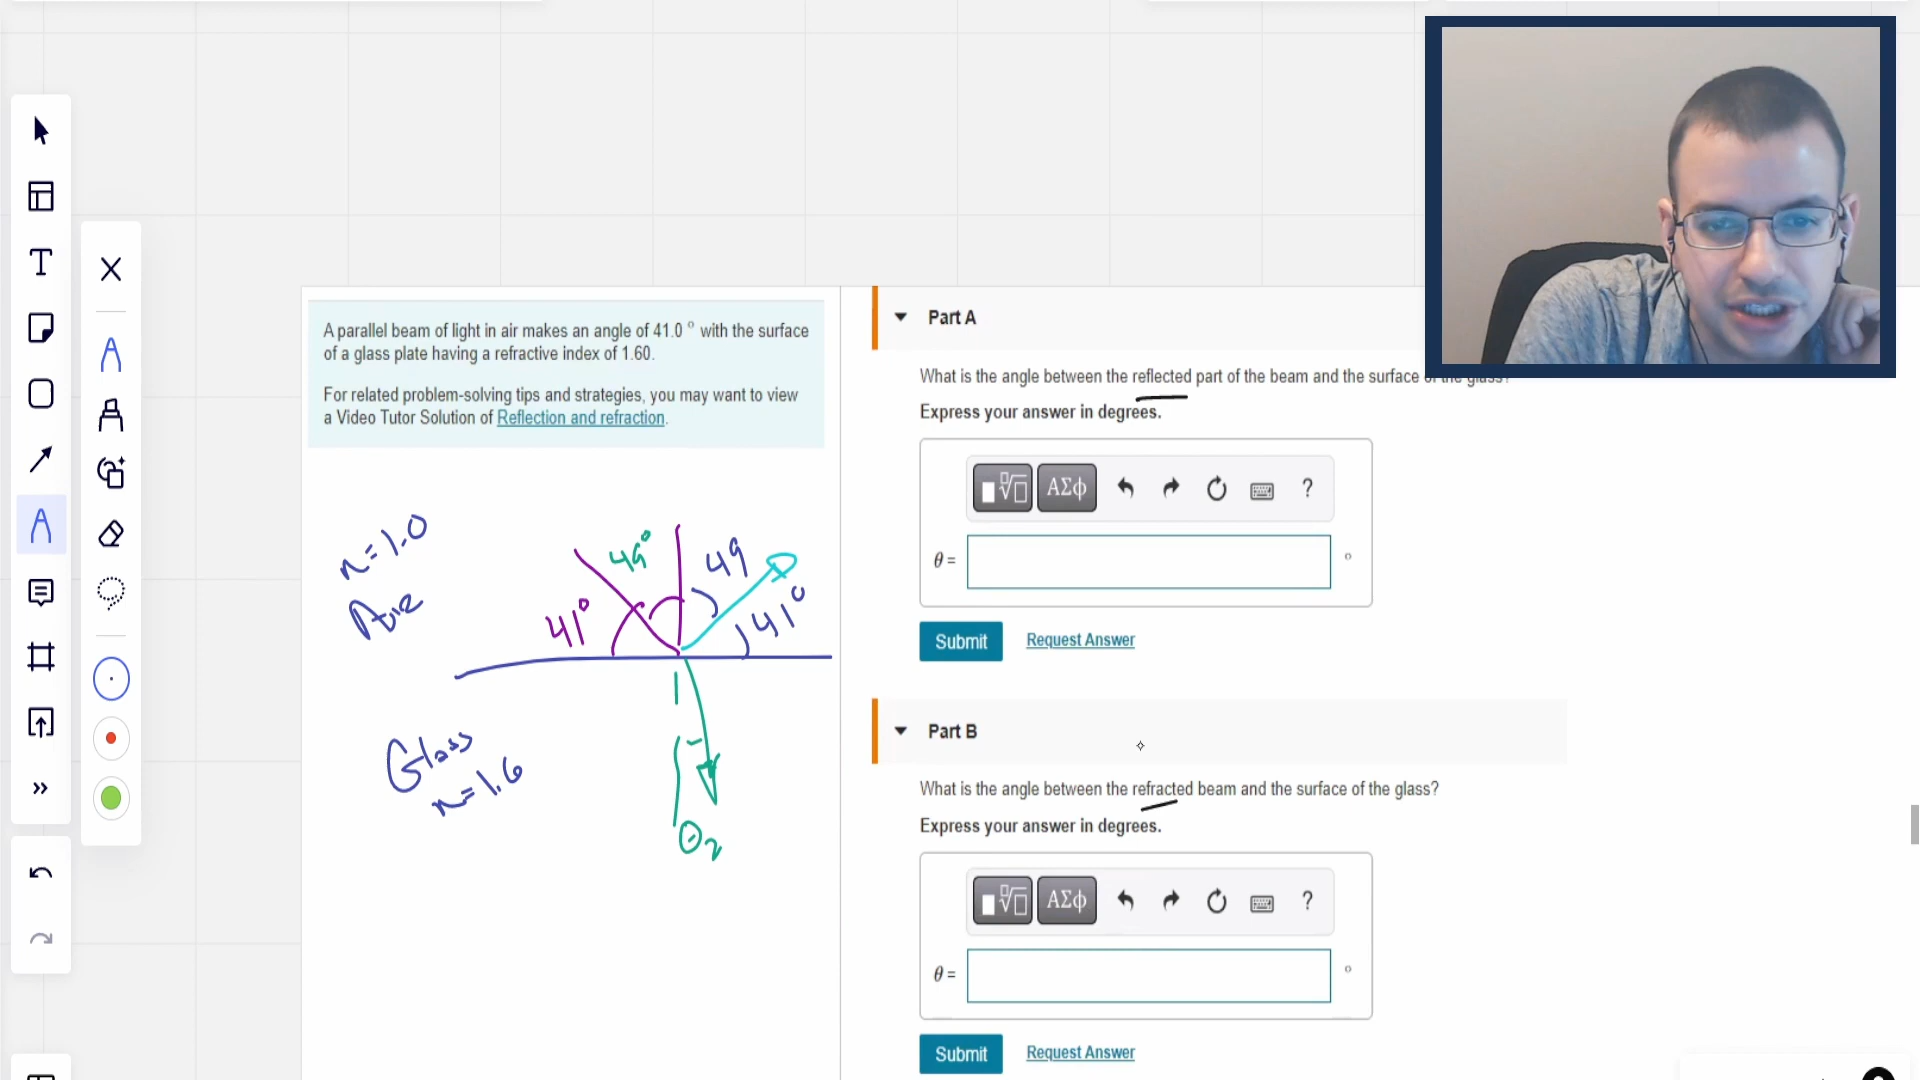 A parallel beam of light in air makes an angle of 41.0 ° with the surface
of a glass plate having a refractive index of 1.60.
For related problem-solving tips and strategies, you may want to view
a Video Tutor Solution of Reflection and refraction.
n=1.0
Air
49°
49
41°
41°
Glass
n=1.6
θ2
Part A
What is the angle between the reflected part of the beam and the surface of the glass?
Express your answer in degrees.
ΑΣϕ
?
θ =
°
Submit
Request Answer
Part B
What is the angle between the refracted beam and the surface of the glass?
Express your answer in degrees.
ΑΣϕ
?
θ =
°
Submit
Request Answer